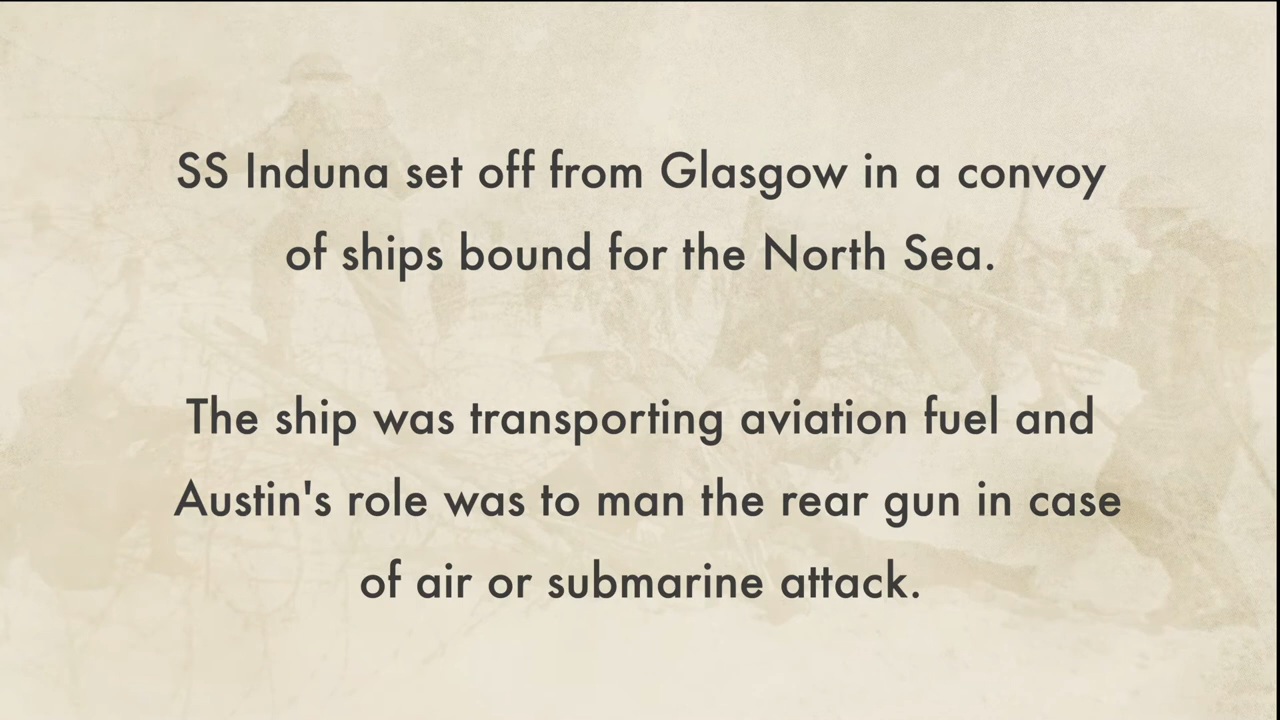 SS Induna set off from Glasgow in a convoy
of ships bound for the North Sea.
The ship was transporting aviation fuel and
Austin's role was to man the rear gun in case
of air or submarine attack.